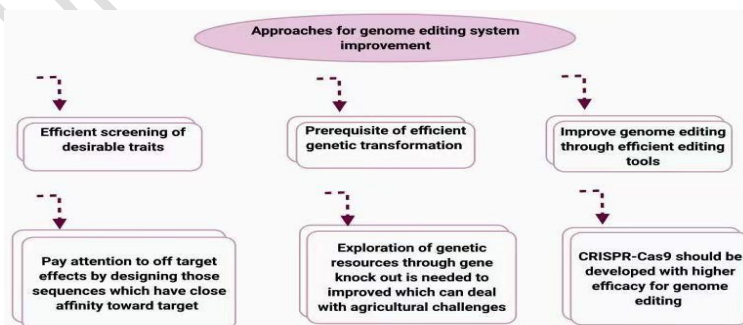 Approaches for genome editing system
improvement
Efficient screening of
desirable traits
Prerequisite of efficient
genetic transformation
Improve genome editing
through efficient editing
tools
Pay attention to off target
effects by designing those
sequences which have close
affinity toward target
Exploration of genetic
resources through gene
knock out is needed to
improved which can deal
with agricultural challenges
CRISPR-Cas9 should be
developed with higher
efficacy for genome
editing